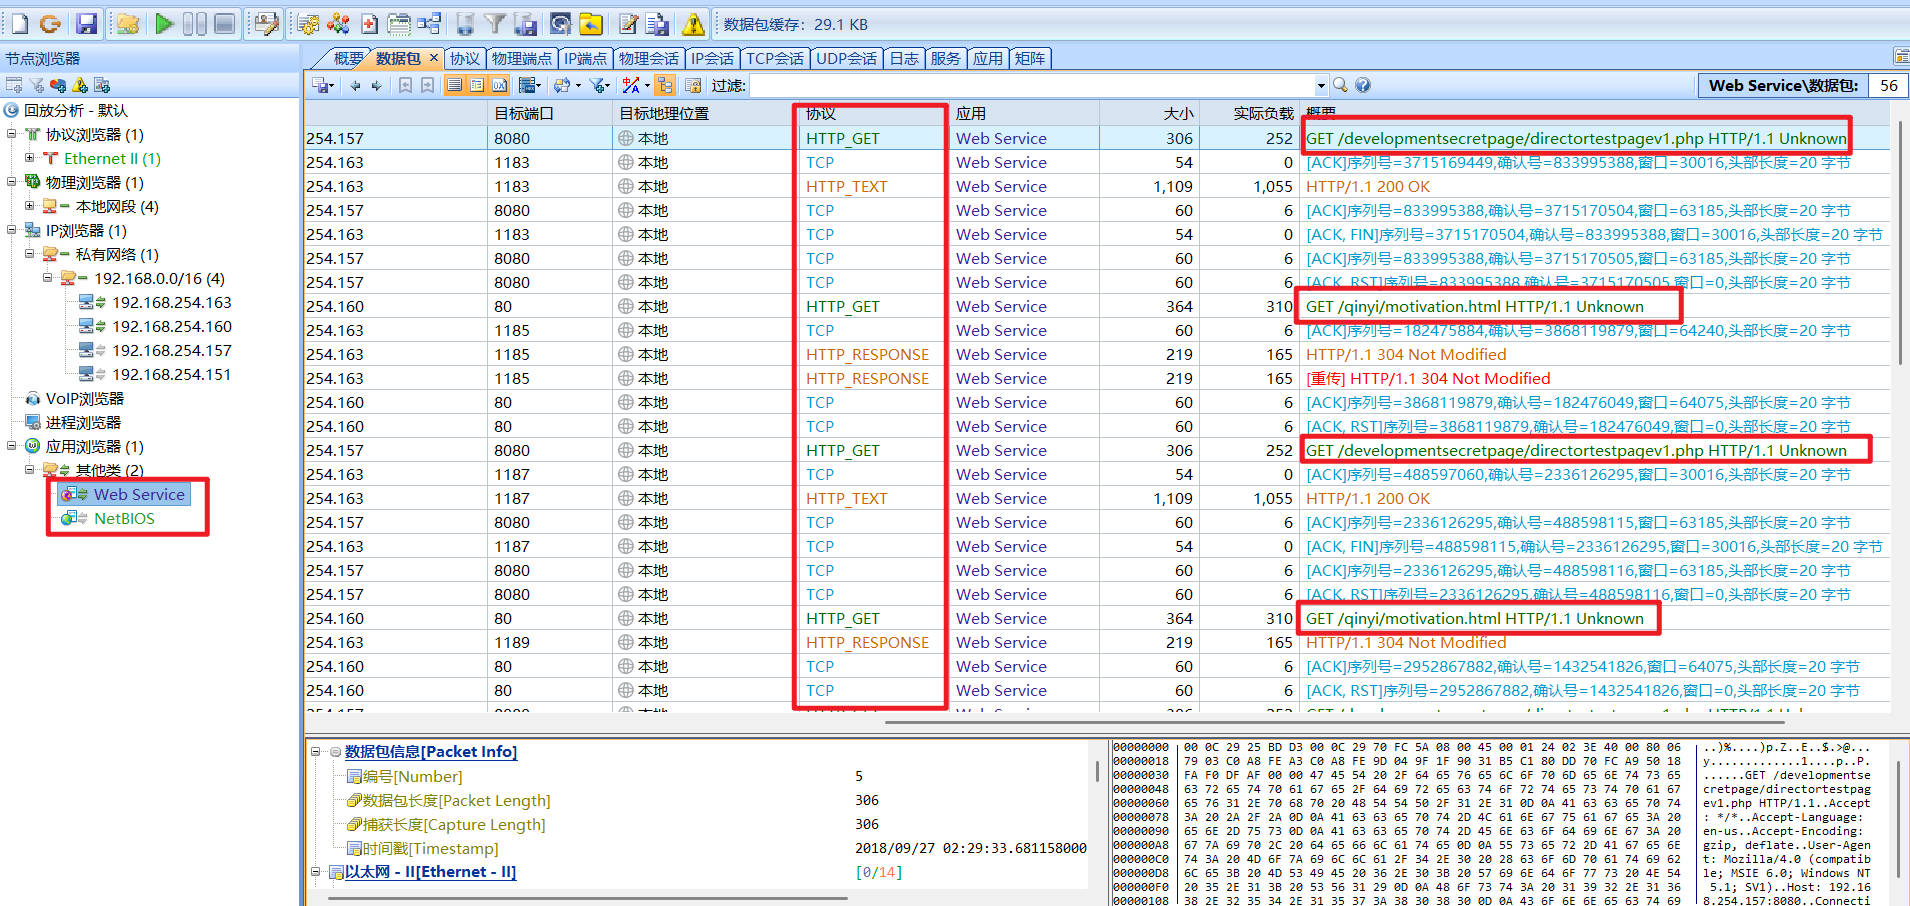 数据包缓存：29.1 KB
节点浏览器
概要 数据包 × 协议 物理端点 IP端点 物理会话 IP会话 TCP会话 UDP会话 日志 服务 应用 矩阵
过滤: Web Service\数据包: 56
回放分析 - 默认
协议浏览器 (1)
Ethernet II (1)
物理浏览器 (1)
本地网段 (4)
IP浏览器 (1)
私有网络 (1)
192.168.0.0/16 (4)
192.168.254.163
192.168.254.160
192.168.254.157
192.168.254.151
VoIP浏览器
进程浏览器
应用浏览器 (1)
其他类 (2)
Web Service
NetBIOS
目标端口 目标地理位置 协议 应用 大小 实际负载 概要
254.157 8080 本地 HTTP_GET Web Service 306 252 GET /developmentsecretpage/directortestpagev1.php HTTP/1.1 Unknown
254.163 1183 本地 TCP Web Service 54 0 [ACK]序列号=3715169449,确认号=833995388,窗口=30016,头部长度=20 字节
254.163 1183 本地 HTTP_TEXT Web Service 1,109 1,055 HTTP/1.1 200 OK
254.157 8080 本地 TCP Web Service 60 6 [ACK]序列号=833995388,确认号=3715170504,窗口=63185,头部长度=20 字节
254.163 1183 本地 TCP Web Service 54 0 [ACK, FIN]序列号=3715170504,确认号=833995388,窗口=30016,头部长度=20 字节
254.157 8080 本地 TCP Web Service 60 6 [ACK]序列号=833995388,确认号=3715170505,窗口=63185,头部长度=20 字节
254.157 8080 本地 TCP Web Service 60 6 [ACK, RST]序列号=833995388,确认号=3715170505,窗口=0,头部长度=20 字节
254.160 80 本地 HTTP_GET Web Service 364 310 GET /qinyi/motivation.html HTTP/1.1 Unknown
254.163 1185 本地 TCP Web Service 60 6 [ACK]序列号=182475884,确认号=3868119879,窗口=64240,头部长度=20 字节
254.163 1185 本地 HTTP_RESPONSE Web Service 219 165 HTTP/1.1 304 Not Modified
254.163 1185 本地 HTTP_RESPONSE Web Service 219 165 [重传] HTTP/1.1 304 Not Modified
254.160 80 本地 TCP Web Service 60 6 [ACK]序列号=3868119879,确认号=182476049,窗口=64075,头部长度=20 字节
254.160 80 本地 TCP Web Service 60 6 [ACK, RST]序列号=3868119879,确认号=182476049,窗口=0,头部长度=20 字节
254.157 8080 本地 HTTP_GET Web Service 306 252 GET /developmentsecretpage/directortestpagev1.php HTTP/1.1 Unknown
254.163 1187 本地 TCP Web Service 54 0 [ACK]序列号=488597060,确认号=2336126295,窗口=30016,头部长度=20 字节
254.163 1187 本地 HTTP_TEXT Web Service 1,109 1,055 HTTP/1.1 200 OK
254.157 8080 本地 TCP Web Service 60 6 [ACK]序列号=2336126295,确认号=488598115,窗口=63185,头部长度=20 字节
254.163 1187 本地 TCP Web Service 54 0 [ACK, FIN]序列号=488598115,确认号=2336126295,窗口=30016,头部长度=20 字节
254.157 8080 本地 TCP Web Service 60 6 [ACK]序列号=2336126295,确认号=488598116,窗口=63185,头部长度=20 字节
254.157 8080 本地 TCP Web Service 60 6 [ACK, RST]序列号=2336126295,确认号=488598116,窗口=0,头部长度=20 字节
254.160 80 本地 HTTP_GET Web Service 364 310 GET /qinyi/motivation.html HTTP/1.1 Unknown
254.163 1189 本地 HTTP_RESPONSE Web Service 219 165 HTTP/1.1 304 Not Modified
254.160 80 本地 TCP Web Service 60 6 [ACK]序列号=2952867882,确认号=1432541826,窗口=64075,头部长度=20 字节
254.160 80 本地 TCP Web Service 60 6 [ACK, RST]序列号=2952867882,确认号=1432541826,窗口=0,头部长度=20 字节
数据包信息[Packet Info]
编号[Number] 5
数据包长度[Packet Length] 306
捕获长度[Capture Length] 306
时间戳[Timestamp] 2018/09/27 02:29:33.681158000
以太网 - II[Ethernet - II] [0/14]
00000000 00 0C 29 25 BD D3 00 0C 29 70 FC 5A 08 00 45 00 01 24 02 3E 40 00 80 06 ..)%....)p.Z..E..$.>@...
00000018 79 03 C0 A8 FE A3 C0 A8 FE 9D 04 9F 1F 90 31 B5 C1 80 DD 70 FC A9 50 18 y.............1....p..P.
00000030 FA F0 DF AF 00 00 47 45 54 20 2F 64 65 76 65 6C 6F 70 6D 65 6E 74 73 65 ......GET /developmentse
00000048 63 72 65 74 70 61 67 65 2F 64 69 72 65 63 74 6F 72 74 65 73 74 70 61 67 cretpage/directortestpag
00000060 65 76 31 2E 70 68 70 20 48 54 54 50 2F 31 2E 31 0D 0A 41 63 63 65 70 74 ev1.php HTTP/1.1..Accept
00000078 3A 20 2A 2F 2A 0D 0A 41 63 63 65 70 74 2D 4C 61 6E 67 75 61 67 65 3A 20 : */*..Accept-Language: 
00000090 65 6E 2D 75 73 0D 0A 41 63 63 65 70 74 2D 45 6E 63 6F 64 69 6E 67 3A 20 en-us..Accept-Encoding: 
000000A8 67 7A 69 70 2C 20 64 65 66 6C 61 74 65 0D 0A 55 73 65 72 2D 41 67 65 6E gzip, deflate..User-Agen
000000C0 74 3A 20 4D 6F 7A 69 6C 6C 61 2F 34 2E 30 20 28 63 6F 6D 70 61 74 69 62 t: Mozilla/4.0 (compatib
000000D8 6C 65 3B 20 4D 53 49 45 20 36 2E 30 3B 20 57 69 6E 64 6F 77 73 20 4E 54 le; MSIE 6.0; Windows NT
000000F0 20 35 2E 31 3B 20 53 56 31 29 0D 0A 48 6F 73 74 3A 20 31 39 32 2E 31 36 5.1; SV1)..Host: 192.16
00000108 38 2E 32 35 34 2E 31 35 37 3A 38 30 38 30 0D 0A 43 6F 6E 6E 65 63 74 69 8.254.157:8080..Connecti